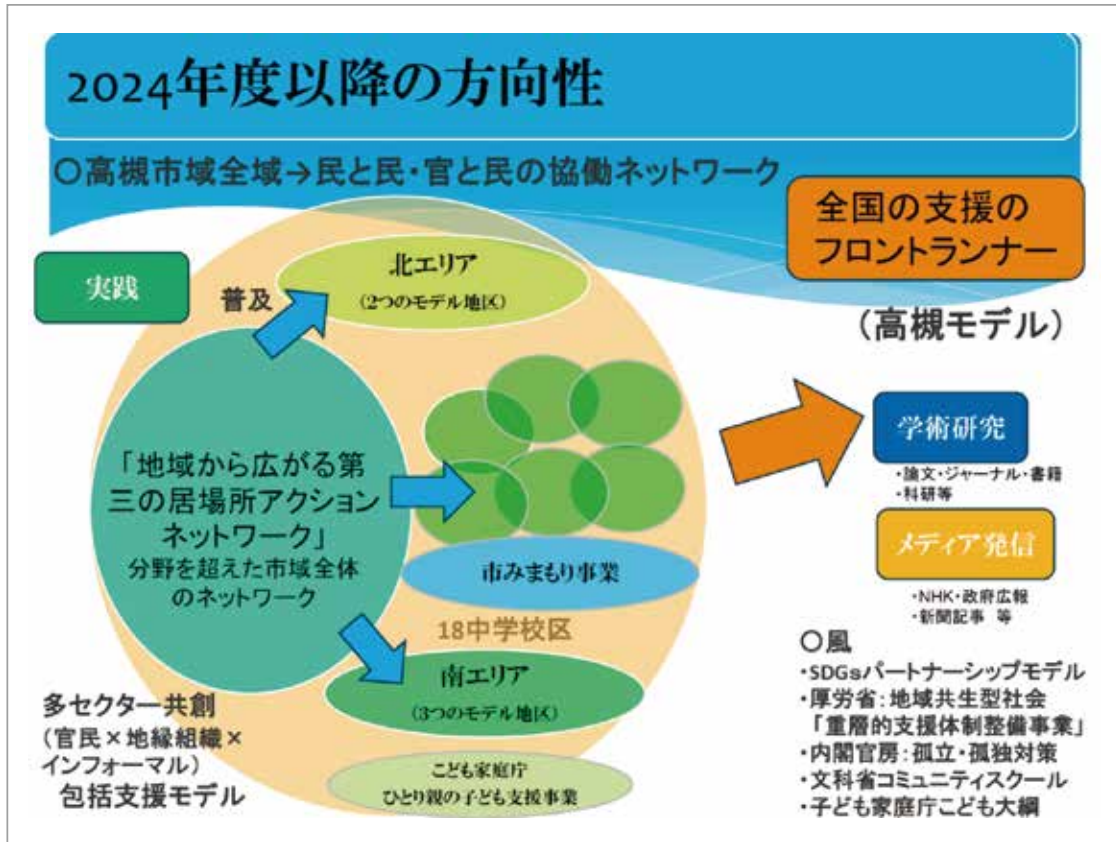 2024年度以降の方向性
〇高槻市域全域→民と民・官と民の協働ネットワーク
全国の支援の
フロントランナー
(高槻モデル)
実践
普及
北エリア
(2つのモデル地区)
「地域から広がる第
三の居場所アクション
ネットワーク」
分野を超えた市域全体
のネットワーク
市みまもり事業
18中学校区
南エリア
(3つのモデル地区)
こども家庭庁
ひとり親の子ども支援事業
多セクター共創
(官民×地縁組織×
インフォーマル)
包括支援モデル
学術研究
・論文・ジャーナル・書籍
・科研等
メディア発信
・NHK・政府広報
・新聞記事 等
〇風
・SDGsパートナーシップモデル
・厚労省:地域共生型社会
「重層的支援体制整備事業」
・内閣官房:孤立・孤独対策
・文科省コミュニティスクール
・子ども家庭庁こども大綱